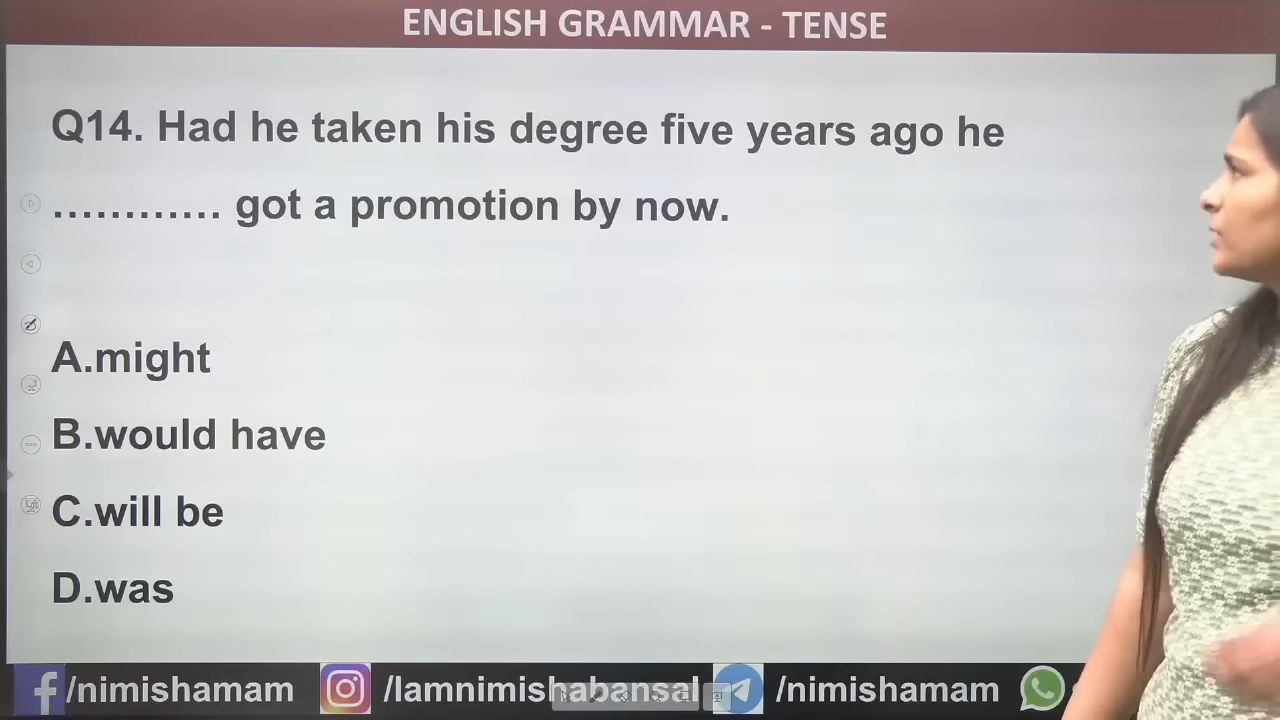 ENGLISH GRAMMAR - TENSE
Q14. Had he taken his degree five years ago he
............ got a promotion by now.
A.might
B.would have
C.will be
D.was
/nimishamam
/Iamnimishabansal
/nimishamam